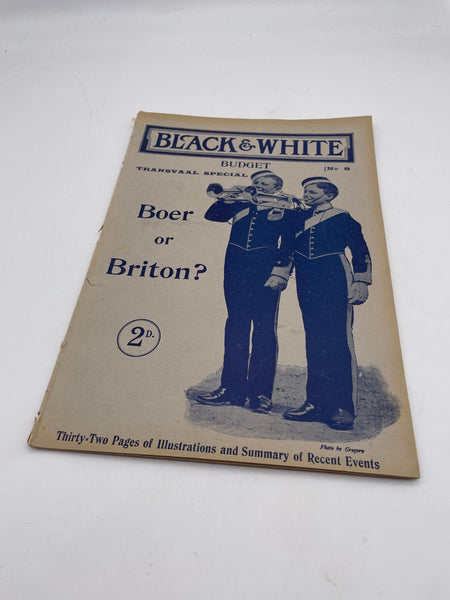 BLACK & WHITE
BUDGET
TRANSVAAL SPECIAL
[No. 8
Boer
or
Briton?
2D.
Photo by Gregory
Thirty-Two Pages of Illustrations and Summary of Recent Events